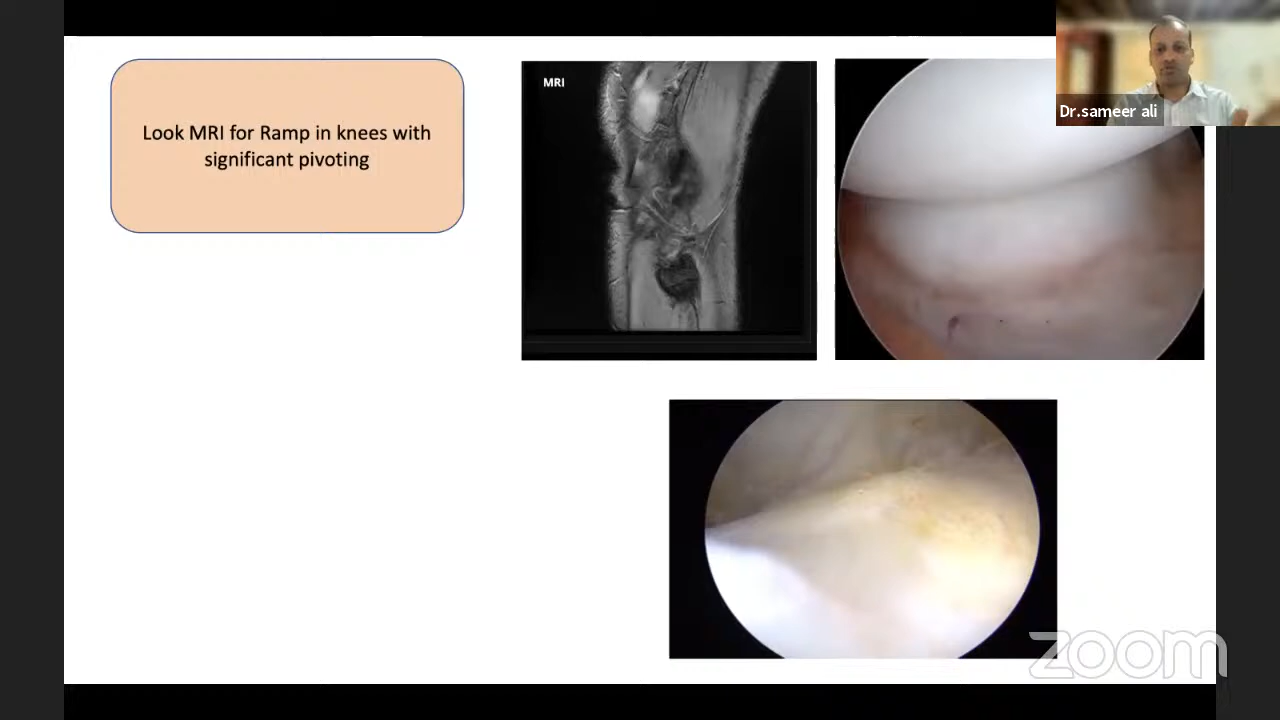 Look MRI for Ramp in knees with
significant pivoting
MRI
Dr.sameer ali
zoom